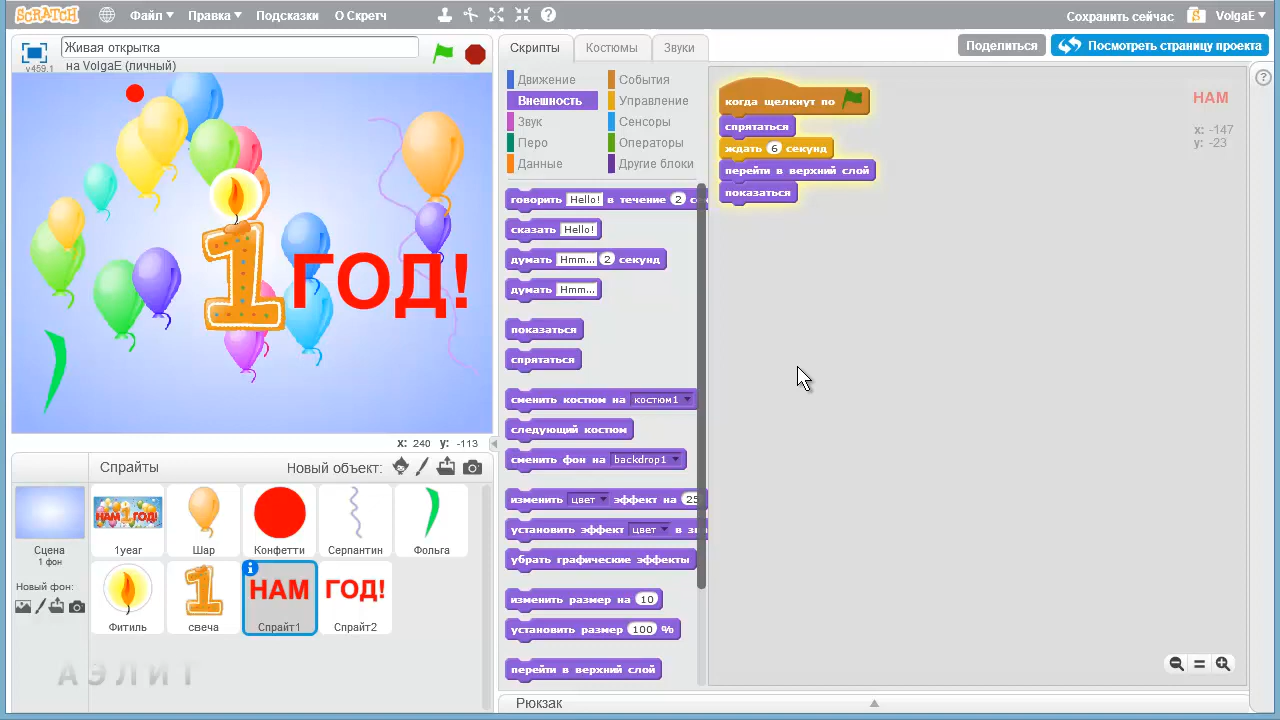 SCRATCH
Файл
Правка
Подсказки
О Скретч
Сохранить сейчас
VolgaE
v459.1
Живая открытка
на VolgaE (личный)
Скрипты
Костюмы
Звуки
Поделиться
Посмотреть страницу проекта
Движение
События
Внешность
Управление
Звук
Сенсоры
Перо
Операторы
Данные
Другие блоки
говорить Hello! в течение 2
сказать Hello!
думать Hmm... 2 секунд
думать Hmm...
показаться
спрятаться
сменить костюм на костюм1
следующий костюм
сменить фон на backdrop1
изменить цвет эффект на 25
установить эффект цвет в
убрать графические эффекты
изменить размер на 10
установить размер 100 %
перейти в верхний слой
когда щелкнут по
спрятаться
ждать 6 секунд
перейти в верхний слой
показаться
НАМ
x: -147
y: -23
1 ГОД!
x: 240 y: -113
Спрайты
Новый объект:
Сцена
1 фон
Новый фон:
НАМ 1 ГОД!
1year
Шар
Конфетти
Серпантин
Фольга
Фитиль
1
свеча
НАМ
Спрайт1
ГОД!
Спрайт2
АЭЛИТ
Рюкзак